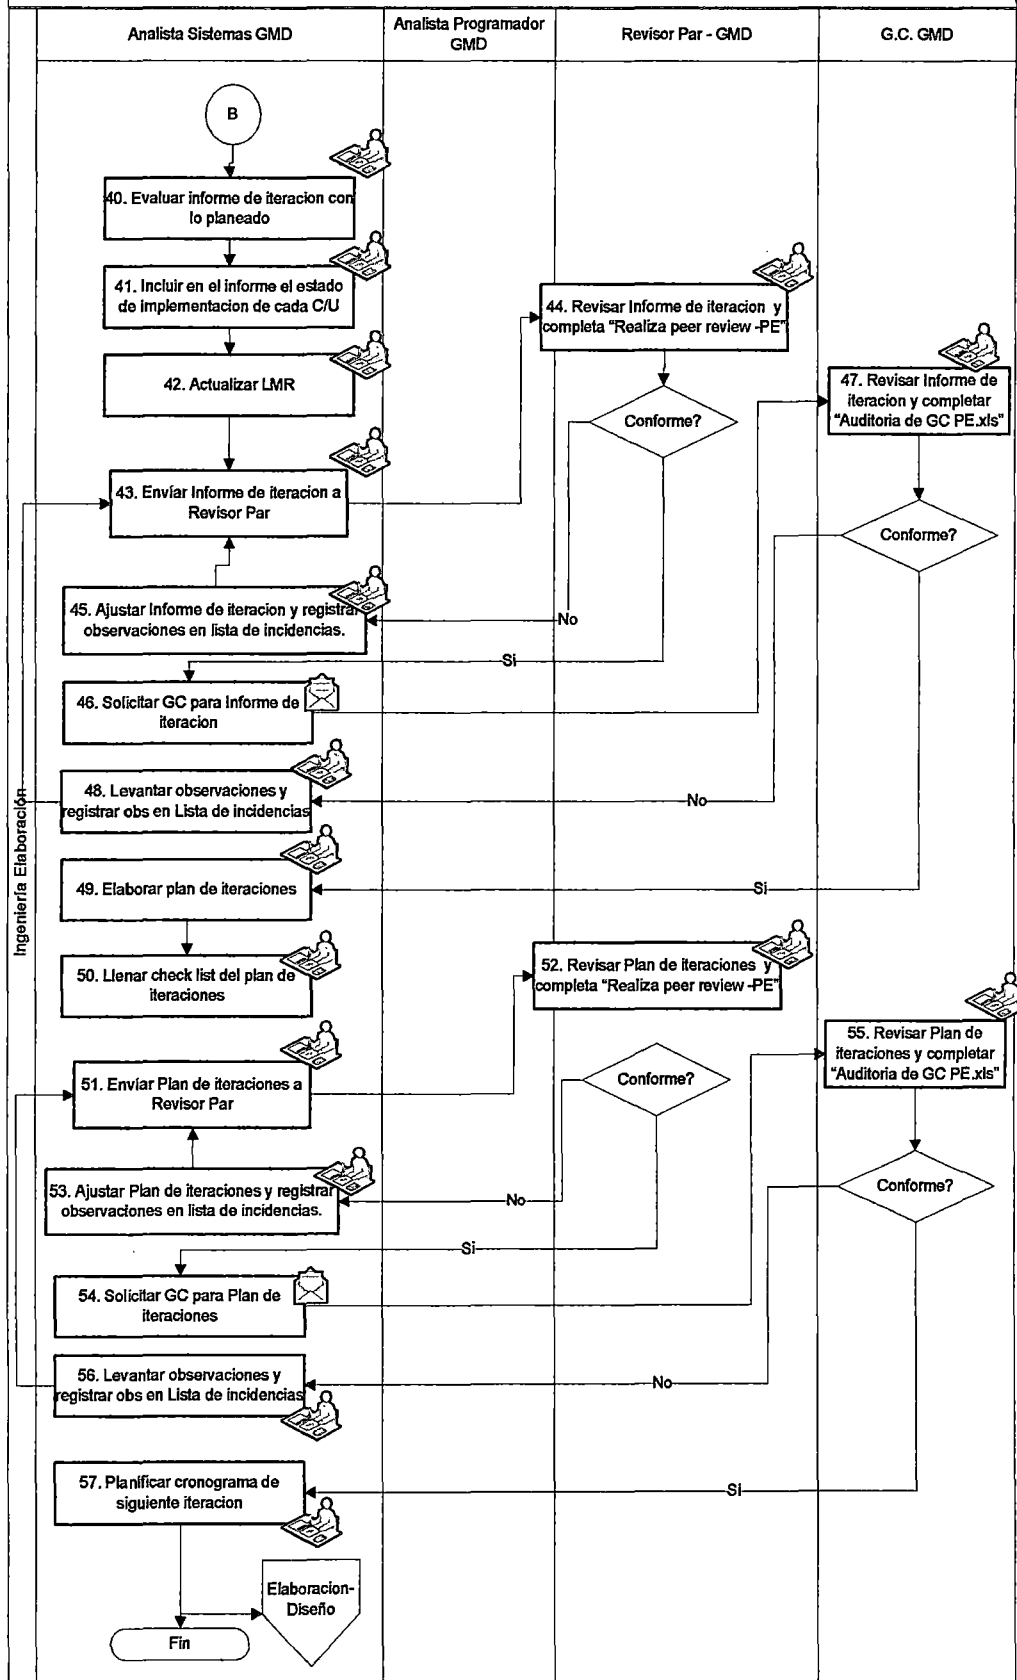 Analista Sistemas GMD
Analista Programador
GMD
Revisor Par - GMD
G.C. GMD
Ingeniería Elaboración
B
40. Evaluar informe de iteracion con
lo planeado
41. Incluir en el informe el estado
de implementacion de cada C/U
42. Actualizar LMR
43. Envíar Informe de iteracion a
Revisor Par
44. Revisar Informe de iteracion y
completa "Realiza peer review -PE"
Conforme?
47. Revisar Informe de
iteracion y completar
"Auditoria de GC PE.xls"
Conforme?
45. Ajustar Informe de iteracion y registrar
observaciones en lista de incidencias.
No
Si
46. Solicitar GC para Informe de
iteracion
48. Levantar observaciones y
registrar obs en Lista de incidencias
No
49. Elaborar plan de iteraciones
Si
50. Llenar check list del plan de
iteraciones
52. Revisar Plan de iteraciones y
completa "Realiza peer review -PE"
55. Revisar Plan de
iteraciones y completar
"Auditoria de GC PE.xls"
51. Envíar Plan de iteraciones a
Revisor Par
Conforme?
Conforme?
53. Ajustar Plan de iteraciones y registrar
observaciones en lista de incidencias.
No
Si
54. Solicitar GC para Plan de
iteraciones
56. Levantar observaciones y
registrar obs en Lista de incidencias
No
57. Planificar cronograma de
siguiente iteracion
Si
Elaboracion-
Diseño
Fin